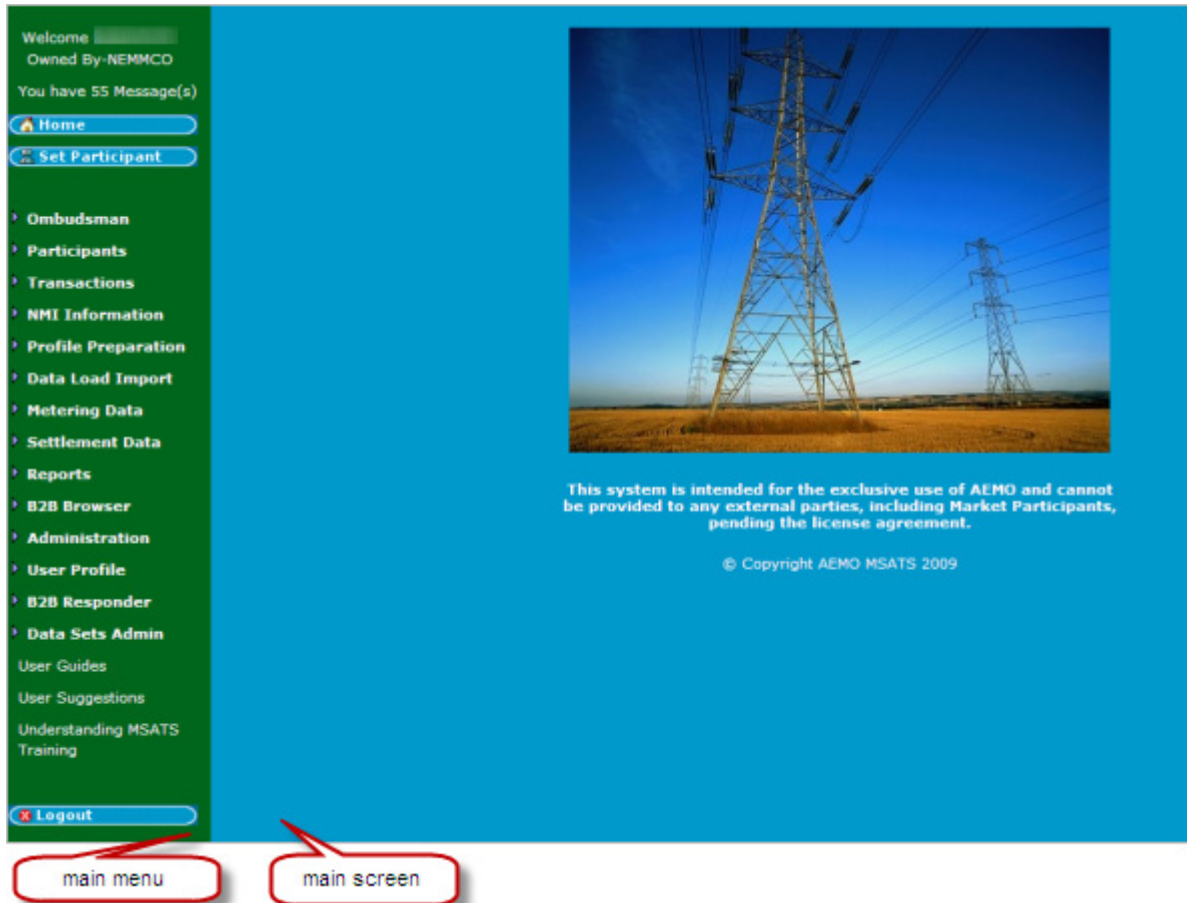 Welcome
Owned By-NEMMCO
You have 55 Message(s)
Home
Set Participant
Ombudsman
Participants
Transactions
NMI Information
Profile Preparation
Data Load Import
Metering Data
Settlement Data
Reports
B2B Browser
Administration
User Profile
B2B Responder
Data Sets Admin
User Guides
User Suggestions
Understanding MSATS
Training
Logout
This system is intended for the exclusive use of AEMO and cannot
be provided to any external parties, including Market Participants,
pending the license agreement.
© Copyright AEMO MSATS 2009
main menu
main screen